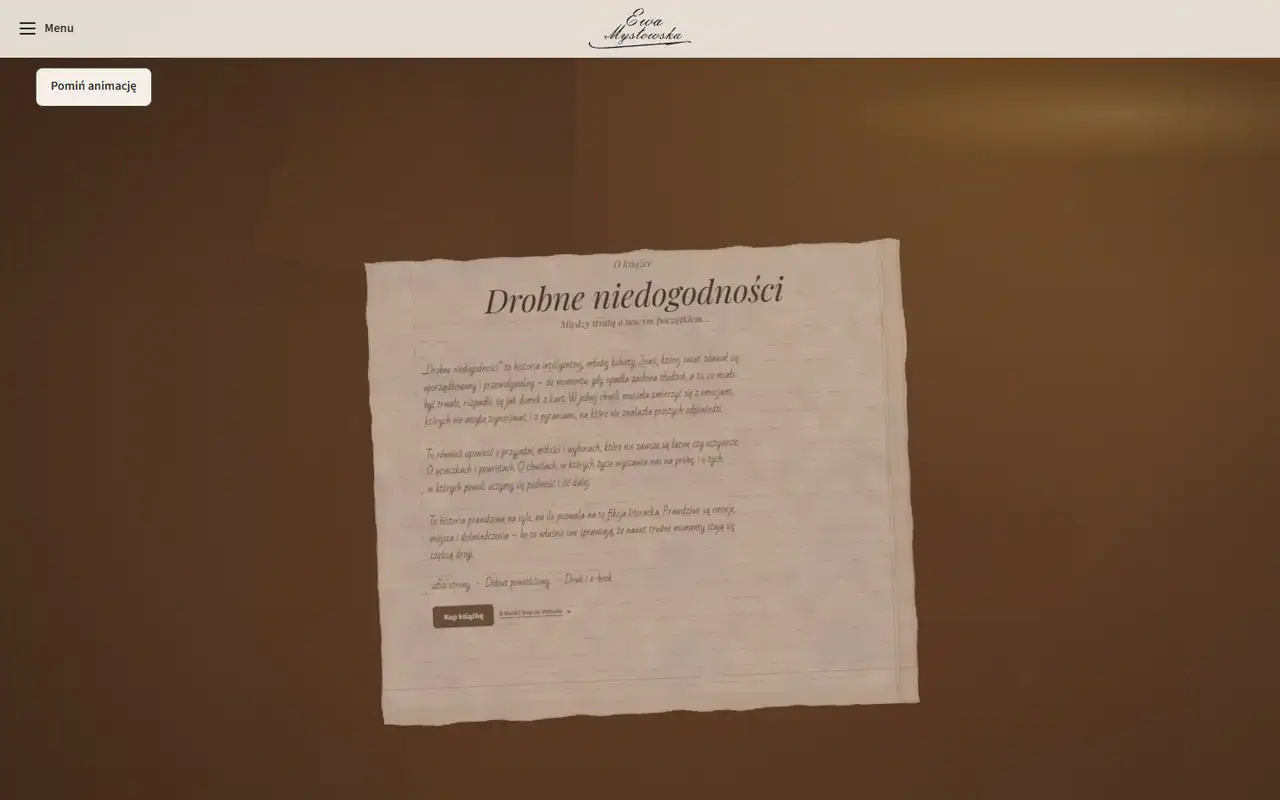 Menu
Ewa
Mysłowska
Pomiń animację
O książce
Drobne niedogodności
Między stratą a nowym początkiem...
„Drobne niedogodności” to historia inteligentnej, młodej kobiety, Joasi, której świat zdawał się
uporządkowany i przewidywalny – do momentu, gdy opadła zasłona złudzeń, a to, co miało
być trwałe, rozpadło się jak domek z kart. W jednej chwili musiała zmierzyć się z emocjami,
których nie mogła zignorować, i z pytaniami, na które nie znalazła prostych odpowiedzi.
To również opowieść o przyjaźni, miłości i wyborach, które nie zawsze są łatwe czy oczywiste.
O ucieczkach i powrotach. O chwilach, w których życie wystawia nas na próbę, i o tych,
w których powoli uczymy się podnosić i iść dalej.
To historia prawdziwa na tyle, na ile pozwala na to fikcja literacka. Prawdziwe są emocje,
miejsca i doświadczenia – bo to właśnie one sprawiają, że nawet trudne momenty stają się
częścią drogi.
strony · Debiut powieściowy · Druk i e-book
Kup książkę
E-book? Kup na Virtualo →